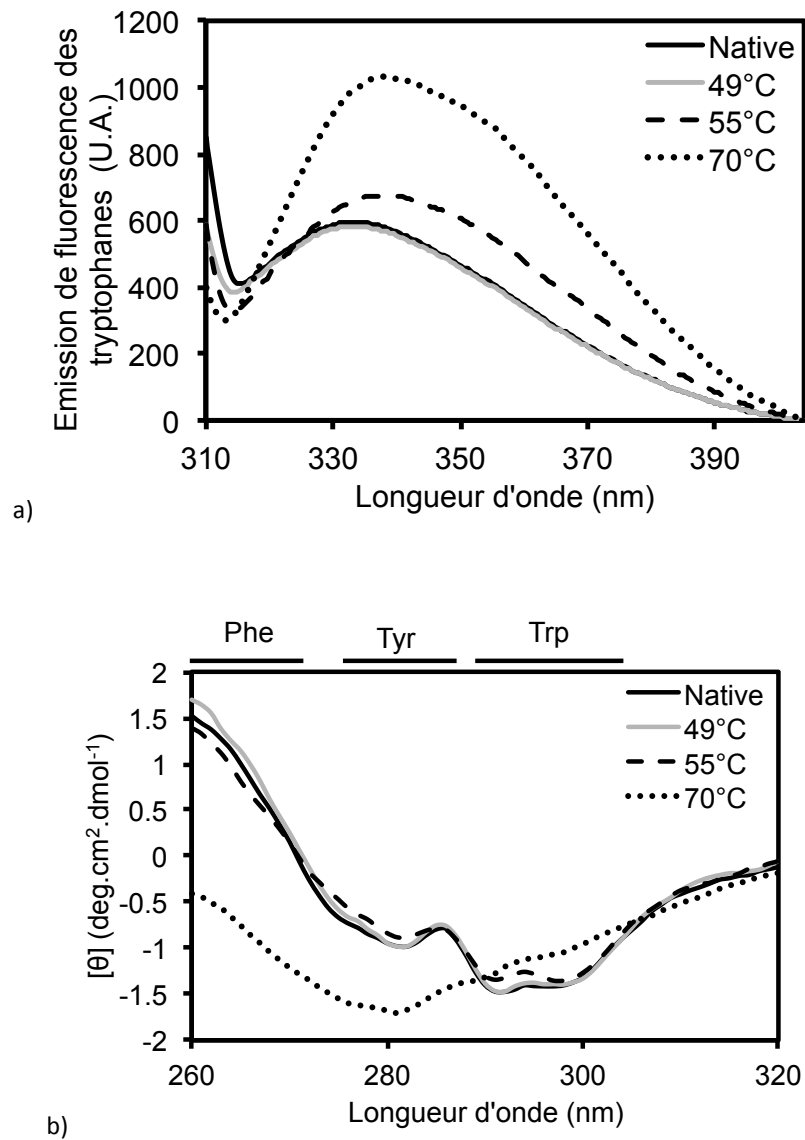 Emission de fluorescence des
tryptophanes (U.A.)
1200
1000
800
600
400
200
0
Native
49°C
55°C
70°C
310
330
350
370
390
Longueur d'onde (nm)
a)
Phe
Tyr
Trp
[θ] (deg.cm².dmol⁻¹)
2
1.5
1
0.5
0
-0.5
-1
-1.5
-2
Native
49°C
55°C
70°C
260
280
300
320
Longueur d'onde (nm)
b)